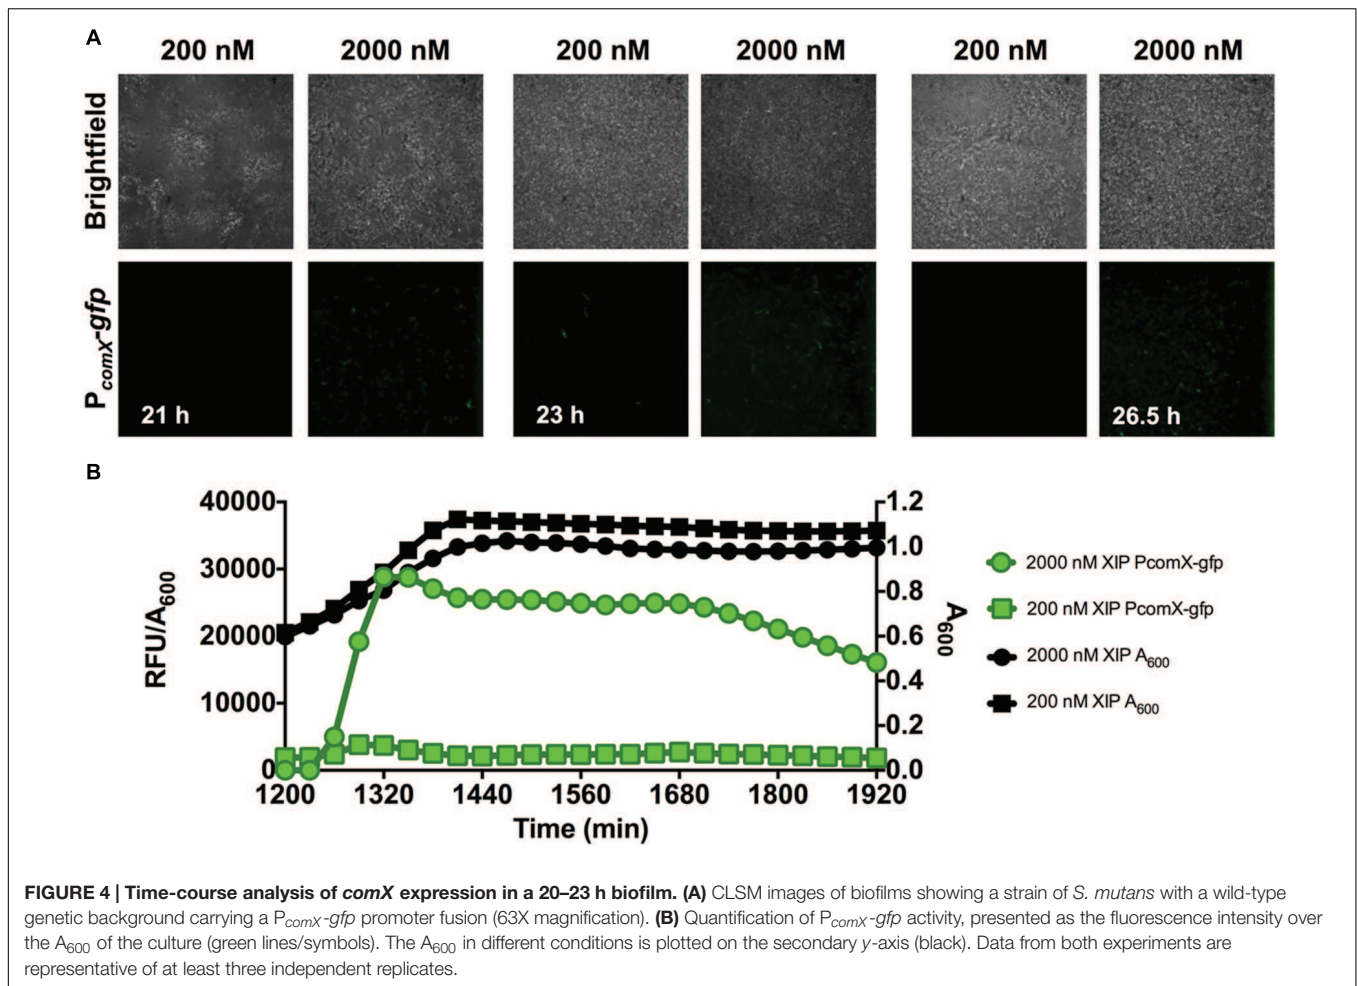 A
200 nM 2000 nM 200 nM 2000 nM 200 nM 2000 nM
Brightfield
PcomX-gfp
21 h
23 h
26.5 h
B
40000
30000
20000
10000
0
RFU/A600
1.2
1.0
0.8
0.6
0.4
0.2
0.0
A600
1200 1320 1440 1560 1680 1800 1920
Time (min)
2000 nM XIP PcomX-gfp
200 nM XIP PcomX-gfp
2000 nM XIP A600
200 nM XIP A600
FIGURE 4 | Time-course analysis of comX expression in a 20–23 h biofilm. (A) CLSM images of biofilms showing a strain of S. mutans with a wild-type
genetic background carrying a PcomX-gfp promoter fusion (63X magnification). (B) Quantification of PcomX-gfp activity, presented as the fluorescence intensity over
the A600 of the culture (green lines/symbols). The A600 in different conditions is plotted on the secondary y-axis (black). Data from both experiments are
representative of at least three independent replicates.